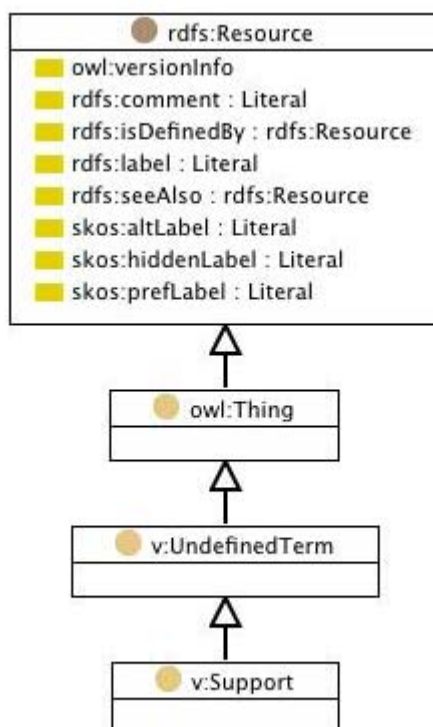 rdfs:Resource
owl:versionInfo
rdfs:comment : Literal
rdfs:isDefinedBy : rdfs:Resource
rdfs:label : Literal
rdfs:seeAlso : rdfs:Resource
skos:altLabel : Literal
skos:hiddenLabel : Literal
skos:prefLabel : Literal
owl:Thing
v:UndefinedTerm
v:Support